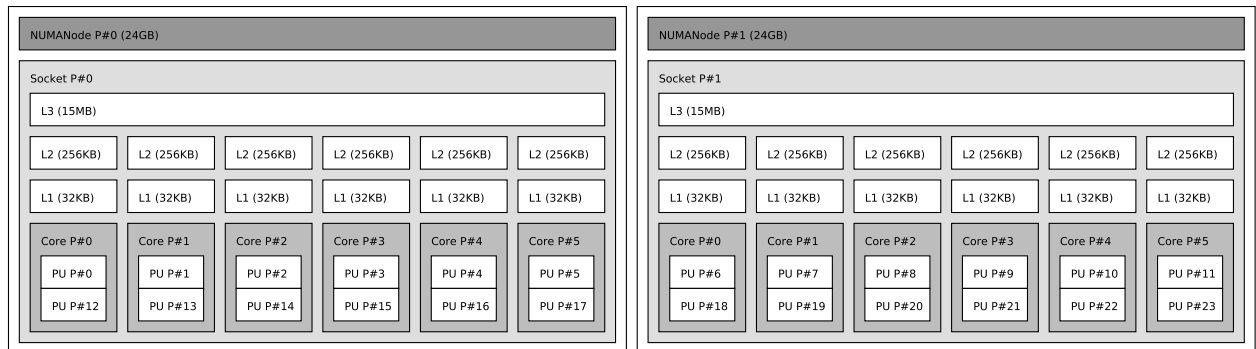 NUMANode P#0 (24GB)
Socket P#0
L3 (15MB)
L2 (256KB) L2 (256KB) L2 (256KB) L2 (256KB) L2 (256KB) L2 (256KB)
L1 (32KB) L1 (32KB) L1 (32KB) L1 (32KB) L1 (32KB) L1 (32KB)
Core P#0 Core P#1 Core P#2 Core P#3 Core P#4 Core P#5
PU P#0 PU P#1 PU P#2 PU P#3 PU P#4 PU P#5
PU P#12 PU P#13 PU P#14 PU P#15 PU P#16 PU P#17
NUMANode P#1 (24GB)
Socket P#1
L3 (15MB)
L2 (256KB) L2 (256KB) L2 (256KB) L2 (256KB) L2 (256KB) L2 (256KB)
L1 (32KB) L1 (32KB) L1 (32KB) L1 (32KB) L1 (32KB) L1 (32KB)
Core P#0 Core P#1 Core P#2 Core P#3 Core P#4 Core P#5
PU P#6 PU P#7 PU P#8 PU P#9 PU P#10 PU P#11
PU P#18 PU P#19 PU P#20 PU P#21 PU P#22 PU P#23